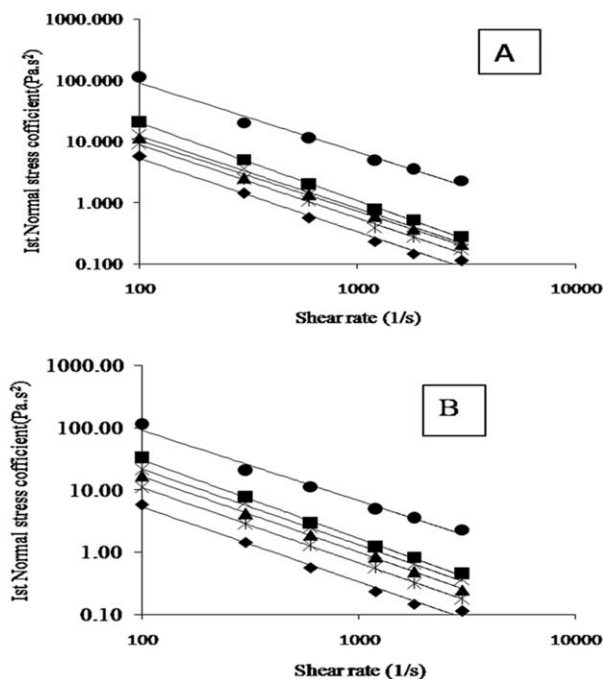 1000.000
100.000
10.000
1.000
0.100
Ist Normal stress cofficient(Pa.s²)
A
100 1000 10000
Shear rate (1/s)
1000.00
100.00
10.00
1.00
0.10
Ist Normal stress cofficient(Pa.s²)
B
100 1000 10000
Shear rate (1/s)